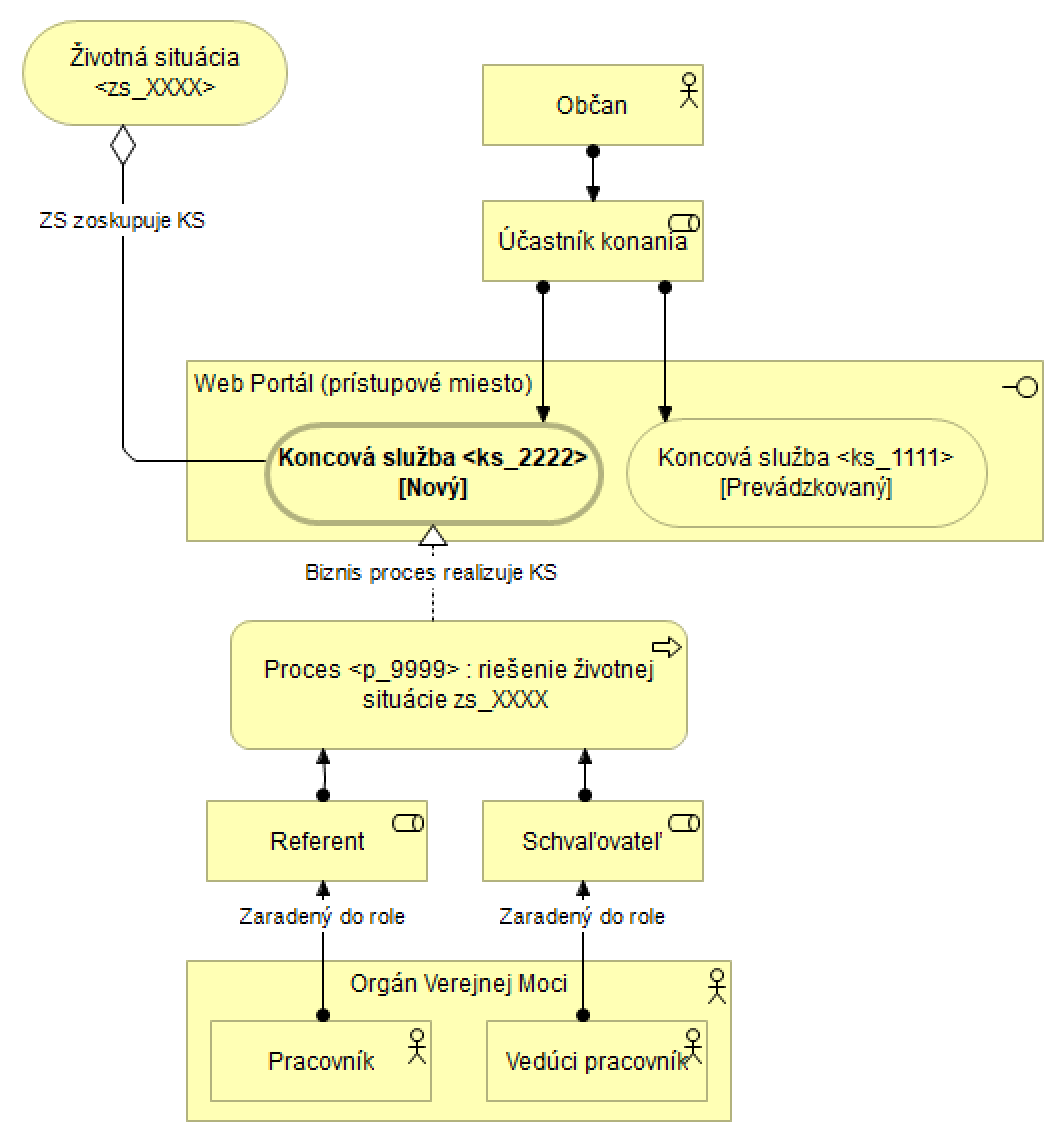 Životná situácia
<zs_XXXX>
Občan
ZS zoskupuje KS
Účastník konania
Web Portál (prístupové miesto)
Koncová služba <ks_2222>
[Nový]
Koncová služba <ks_1111>
[Prevádzkovaný]
Biznis proces realizuje KS
Proces <p_9999> : riešenie životnej
situácie zs_XXXX
Referent
Schvaľovateľ
Zaradený do role
Zaradený do role
Orgán Verejnej Moci
Pracovník
Vedúci pracovník